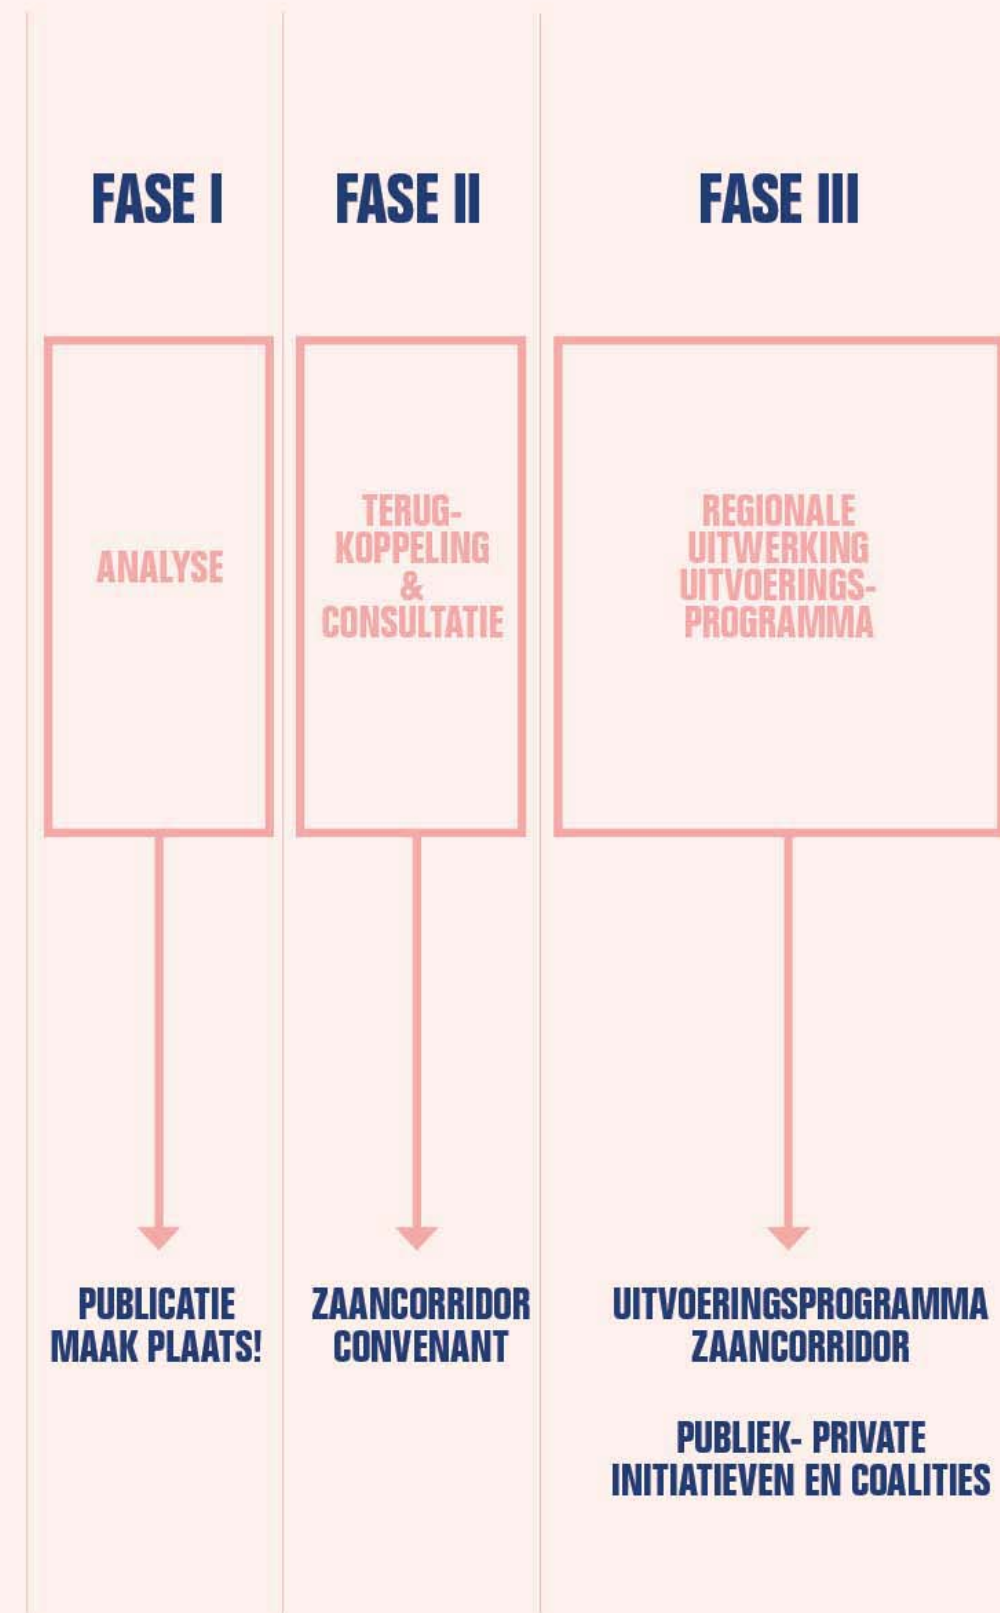 FASE I
FASE II
FASE III
ANALYSE
TERUG-
KOPPELING
&
CONSULTATIE
REGIONALE
UITWERKING
UITVOERINGS-
PROGRAMMA
PUBLICATIE
MAAK PLAATS!
ZAANCORRIDOR
CONVENANT
UITVOERINGSPROGRAMMA
ZAANCORRIDOR
PUBLIEK- PRIVATE
INITIATIEVEN EN COALITIES